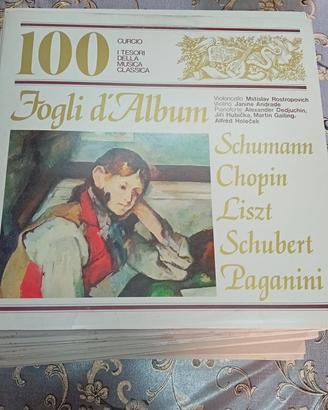 100
CURCIO
I TESORI
DELLA
MUSICA
CLASSICA
Fogli d'Album
Violoncello Mstislav Rostropovich
Violino Janine Andrade
Pianoforte Alexander Dedjuchin,
Jiří Hubička, Martin Galling,
Alfréd Holeček
Schumann
Chopin
Liszt
Schubert
Paganini